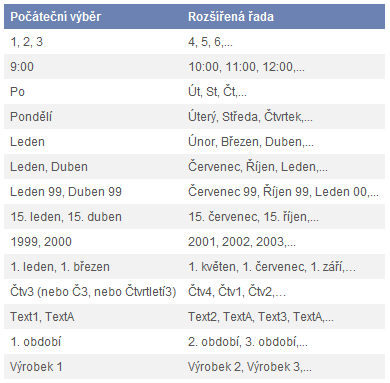 Počáteční výběr Rozšířená řada
1, 2, 3 4, 5, 6,...
9:00 10:00, 11:00, 12:00,...
Po Út, St, Čt,...
Pondělí Úterý, Středa, Čtvrtek,...
Leden Únor, Březen, Duben,...
Leden, Duben Červenec, Říjen, Leden,...
Leden 99, Duben 99 Červenec 99, Říjen 99, Leden 00,...
15. leden, 15. duben 15. červenec, 15. říjen,...
1999, 2000 2001, 2002, 2003,...
1. leden, 1. březen 1. květen, 1. červenec, 1. září,…
Čtv3 (nebo Č3, nebo Čtvrtletí3) Čtv4, Čtv1, Čtv2,…
Text1, TextA Text2, TextA, Text3, TextA,...
1. období 2. období, 3. období,...
Výrobek 1 Výrobek 2, Výrobek 3,...